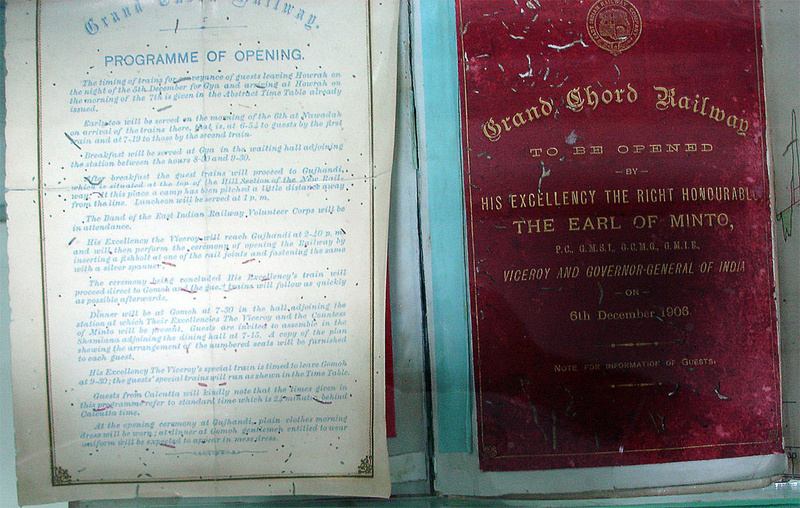 Grand Chord Railway.
PROGRAMME OF OPENING.
The timing of trains for conveyance of guests leaving Howrah on
the night of the 5th December for Gya and arriving at Howrah on
the morning of the 7th is given in the Abstract Time Table already
issued.
Early tea will be served on the morning of the 6th at Nawadah
on arrival of the trains there, that is, at 6-54 to guests by the first
train and at 7-19 to those by the second train.
Breakfast will be served at Gya in the waiting hall adjoining
the station between the hours 8-30 and 9-30.
After breakfast the guest trains will proceed to Gujhandi,
which is situated at the top of the Hill Section of the New Rail-
way. At this place a camp has been pitched a little distance away
from the line. Luncheon will be served at 1 p. m.
The Band of the East Indian Railway Volunteer Corps will be
in attendance.
His Excellency the Viceroy will reach Gujhandi at 2-40 p. m.
and will then perform the ceremony of opening the Railway by
inserting a fishbolt at one of the rail joints and fastening the same
with a silver spanner.
The ceremony being concluded His Excellency's train will
proceed direct to Gomoh and the guest trains will follow as quickly
as possible afterwards.
Dinner will be at Gomoh at 7-30 in the hall adjoining the
station at which Their Excellencies The Viceroy and the Countess
of Minto will be present. Guests are invited to assemble in the
Shamiana adjoining the dining hall at 7-15. A copy of the plan
shewing the arrangement of the numbered seats will be furnished
to each guest.
His Excellency The Viceroy's special train is timed to leave Gomoh
at 9-30; the guests' special trains will run as shewn in the Time Table.
Guests from Calcutta will kindly note that the times given in
this programme refer to standard time which is 24 minutes behind
Calcutta time.
At the opening ceremony at Gujhandi, plain clothes morning
dress will be worn; at dinner at Gomoh gentlemen entitled to wear
uniform will be expected to appear in mess dress.
EAST INDIAN RAILWAY COMPANY
Grand Chord Railway
TO BE OPENED
- BY -
HIS EXCELLENCY THE RIGHT HONOURABLE
THE EARL OF MINTO,
P.C., G.M.S.I., G.C.M.G., G.M.I.E.,
VICEROY AND GOVERNOR-GENERAL OF INDIA
- ON -
6th December 1906
NOTE FOR INFORMATION OF GUESTS.